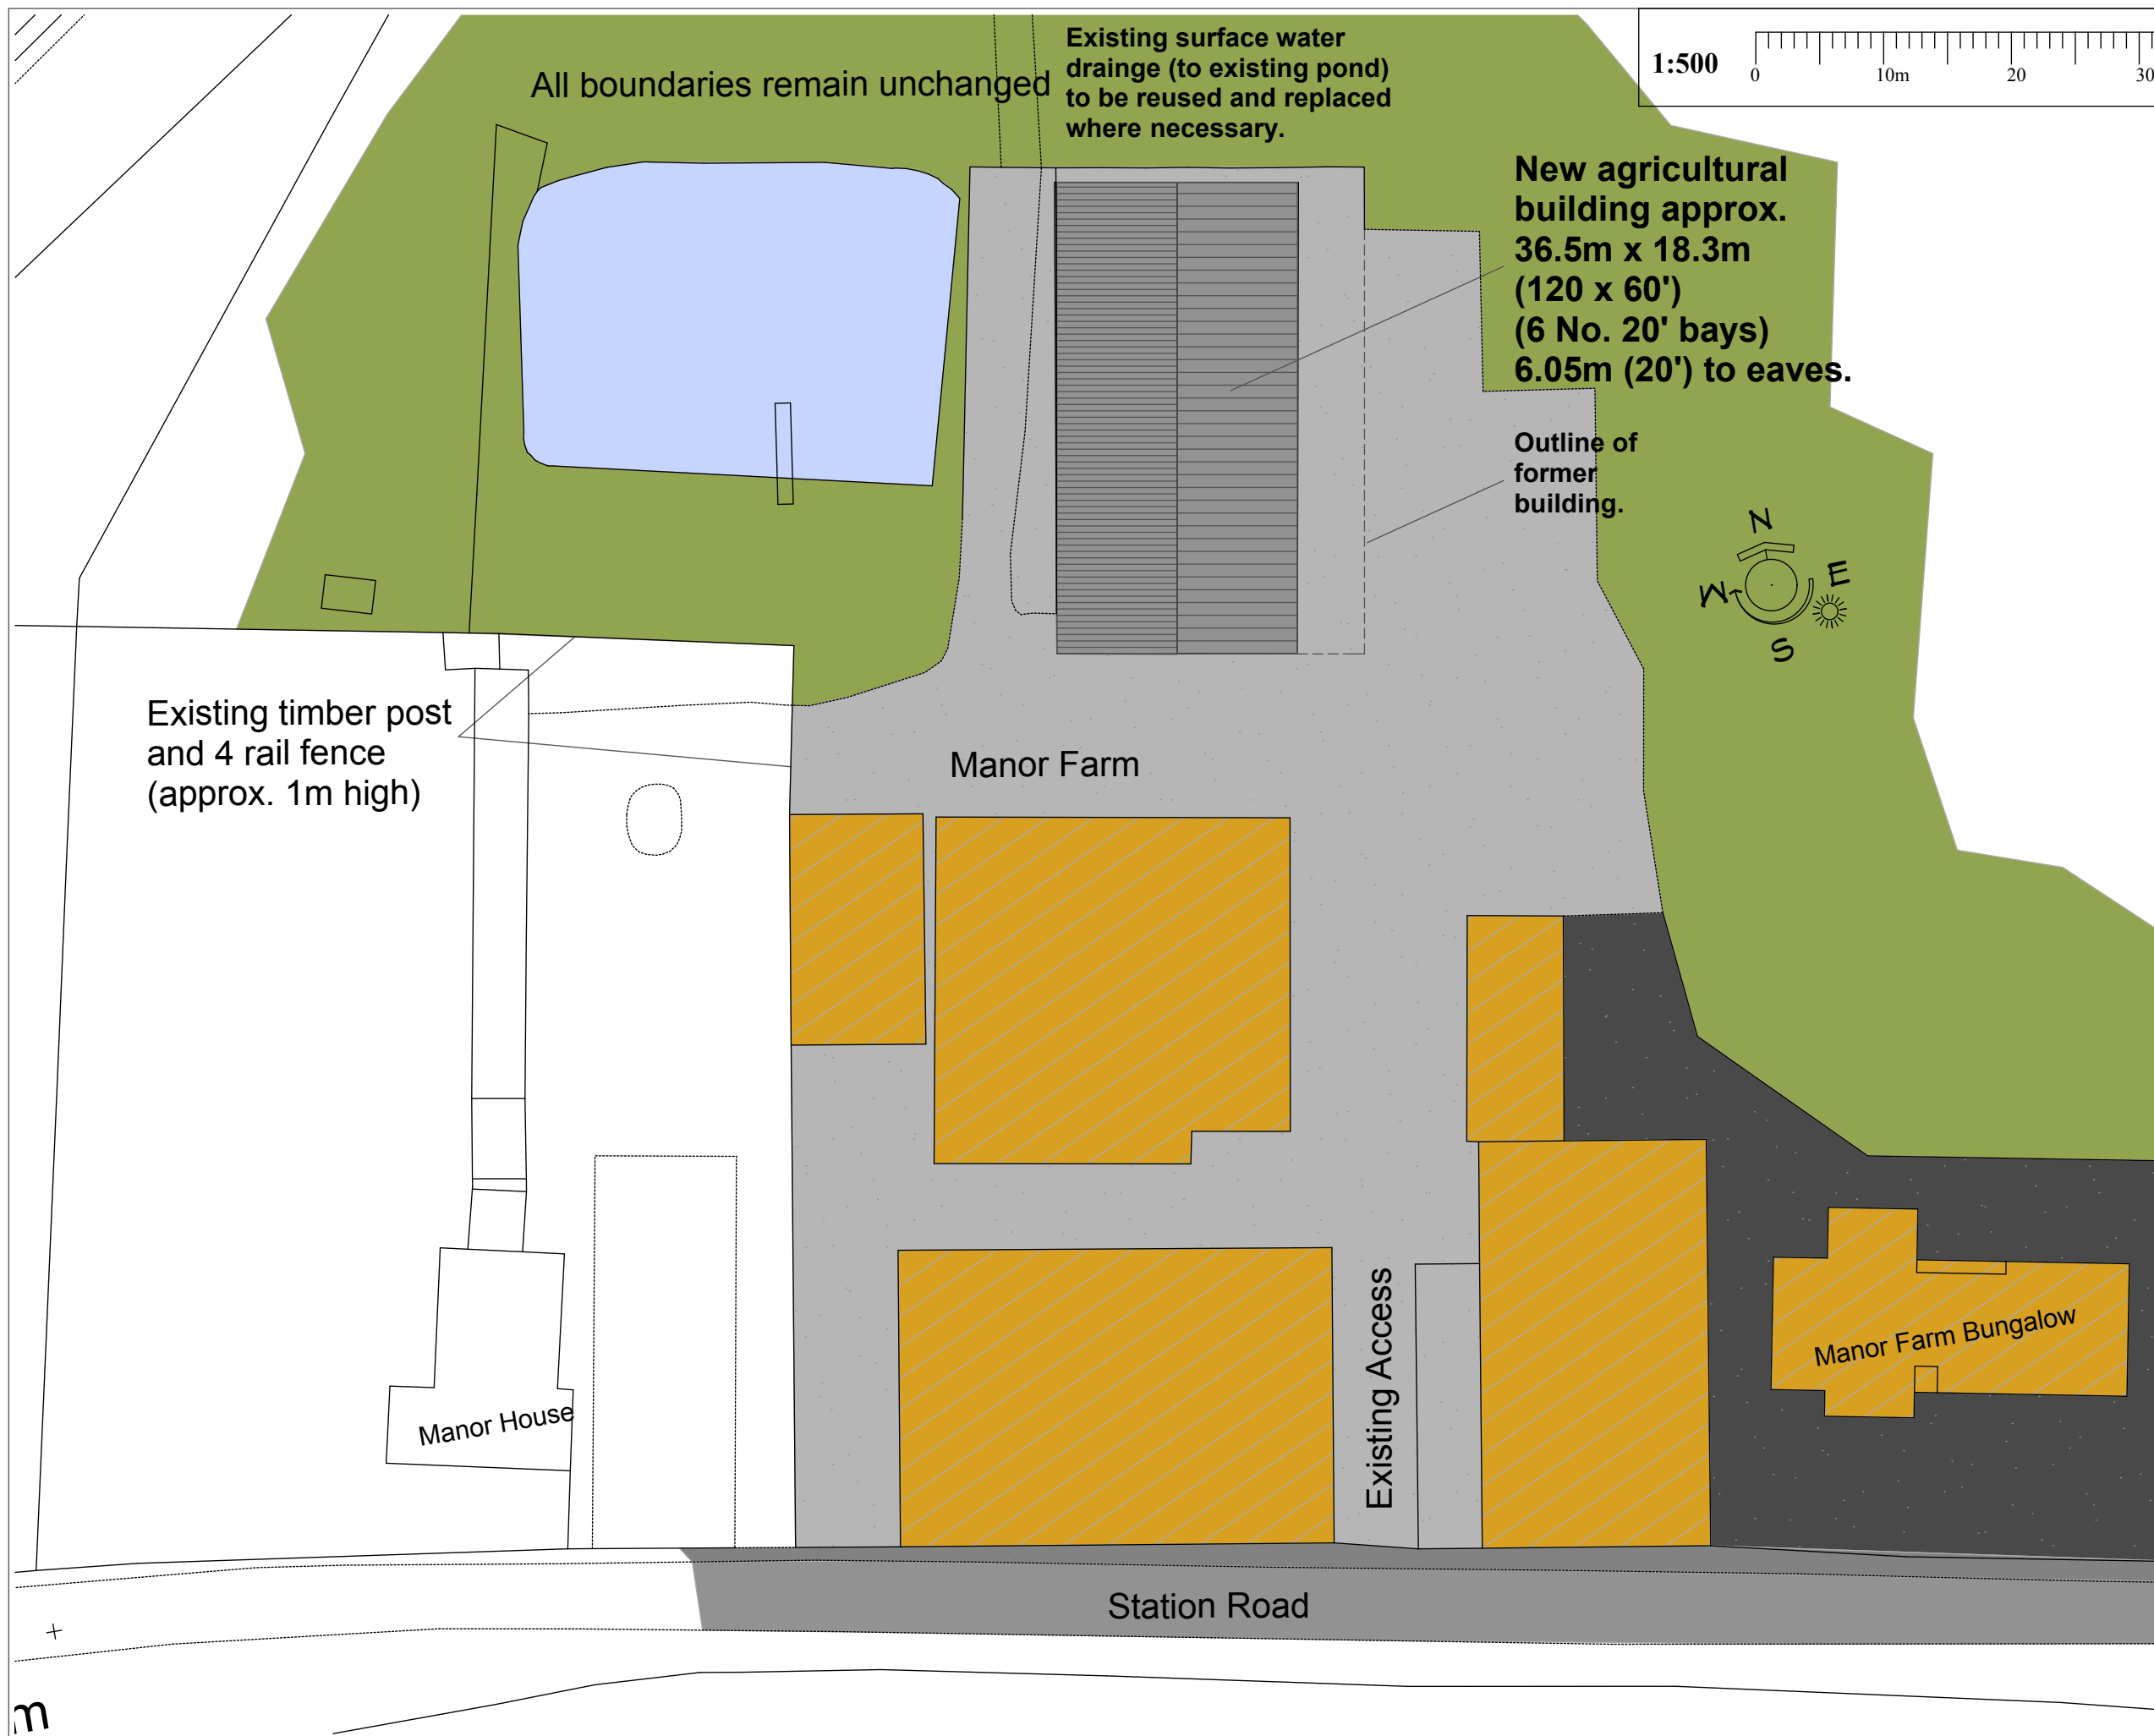 All boundaries remain unchanged
Existing surface water
drainge (to existing pond)
to be reused and replaced
where necessary.
1:500
0 10m 20 30
New agricultural
building approx.
36.5m x 18.3m
(120 x 60')
(6 No. 20' bays)
6.05m (20') to eaves.
Outline of
former
building.
N
E
W
S
Existing timber post
and 4 rail fence
(approx. 1m high)
Manor Farm
Existing Access
Manor Farm Bungalow
Manor House
Station Road
m